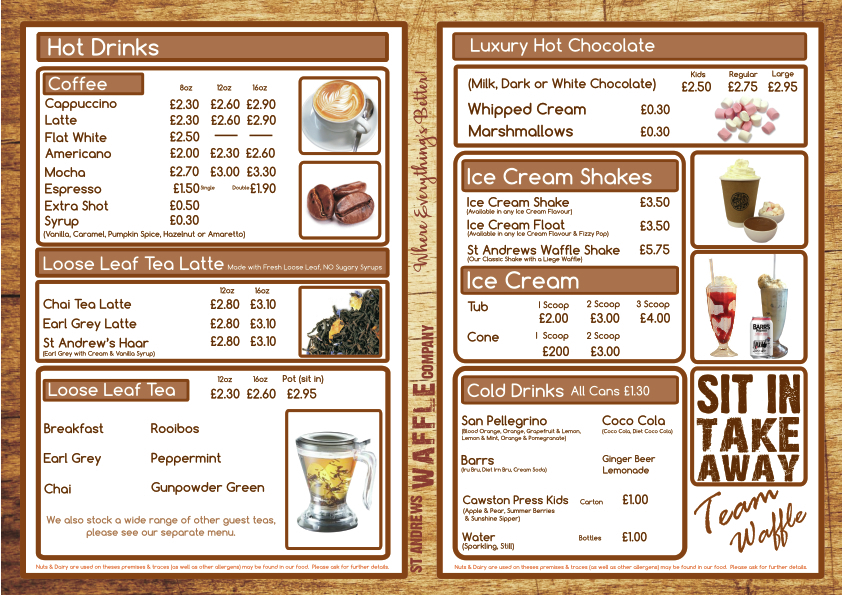 Hot Drinks
Coffee
8oz 12oz 16oz
Cappuccino £2.30 £2.60 £2.90
Latte £2.30 £2.60 £2.90
Flat White £2.50
Americano £2.00 £2.30 £2.60
Mocha £2.70 £3.00 £3.30
Espresso £1.50 Single Double £1.90
Extra Shot £0.50
Syrup £0.30
(Vanilla, Caramel, Pumpkin Spice, Hazelnut or Amaretto)
Loose Leaf Tea Latte Made with Fresh Loose Leaf, NO Sugary Syrups
12oz 16oz
Chai Tea Latte £2.80 £3.10
Earl Grey Latte £2.80 £3.10
St Andrew's Haar £2.80 £3.10
(Earl Grey with Cream & Vanilla Syrup)
Loose Leaf Tea
12oz 16oz Pot (sit in)
£2.30 £2.60 £2.95
Breakfast Rooibos
Earl Grey Peppermint
Chai Gunpowder Green
We also stock a wide range of other guest teas,
please see our separate menu.
Nuts & Dairy are used on theses premises & traces (as well as other allergens) may be found in our food. Please ask for further details.
Where Everything's Better!
ST ANDREWS WAFFLE COMPANY
Luxury Hot Chocolate
Kids Regular Large
(Milk, Dark or White Chocolate) £2.50 £2.75 £2.95
Whipped Cream £0.30
Marshmallows £0.30
Ice Cream Shakes
Ice Cream Shake £3.50
(Available in any Ice Cream Flavour)
Ice Cream Float £3.50
(Available in any Ice Cream Flavour & Fizzy Pop)
St Andrews Waffle Shake £5.75
(Our Classic Shake with a Liege Waffle)
Ice Cream
Tub 1 Scoop 2 Scoop 3 Scoop
£2.00 £3.00 £4.00
Cone 1 Scoop 2 Scoop
£200 £3.00
BARR'S
Cold Drinks All Cans £1.30
San Pellegrino Coco Cola
(Blood Orange, Orange, Grapefruit & Lemon, (Coco Cola, Diet Coco Cola)
Lemon & Mint, Orange & Pomegranate)
Barrs Ginger Beer
(Iru Bru, Diet Irn Bru, Cream Soda) Lemonade
Cawston Press Kids Carton £1.00
(Apple & Pear, Summer Berries
& Sunshine Sipper)
Water Bottles £1.00
(Sparkling, Still)
SIT IN
TAKE
AWAY
Team
Waffle
Nuts & Dairy are used on theses premises & traces (as well as other allergens) may be found in our food. Please ask for further details.